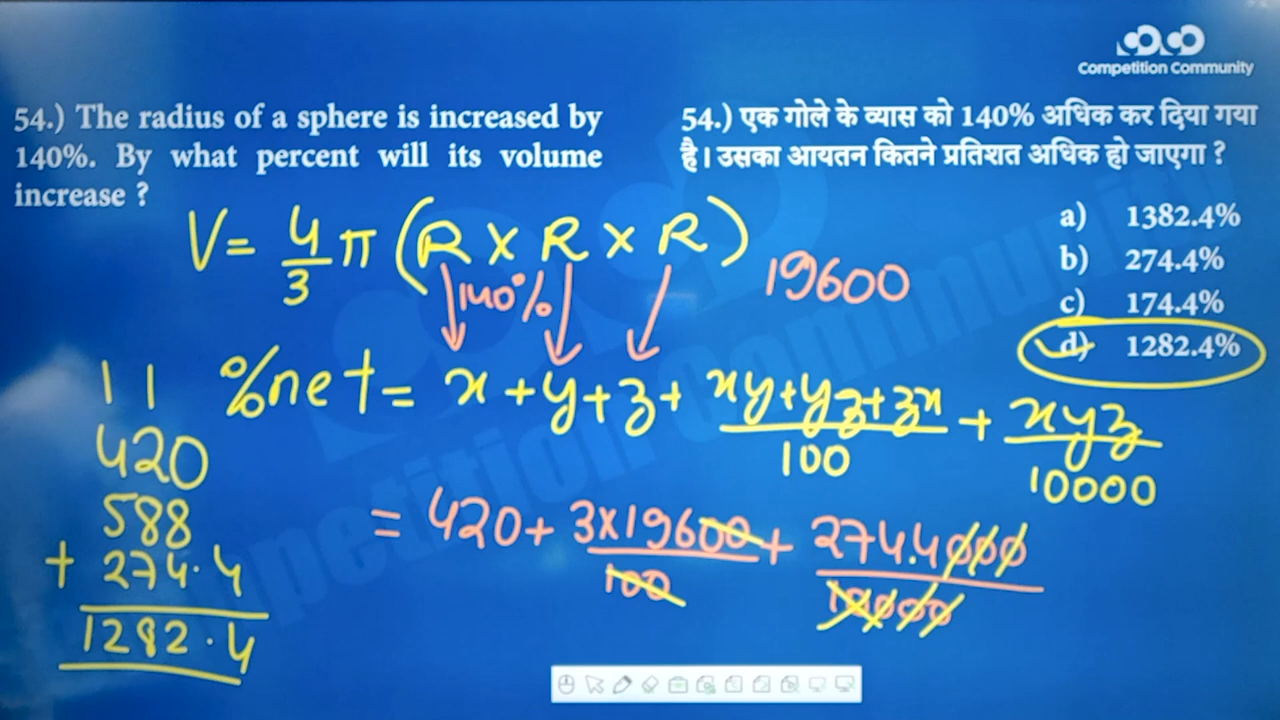 Competition Community
54.) The radius of a sphere is increased by
140%. By what percent will its volume
increase ?
54.) एक गोले के व्यास को 140% अधिक कर दिया गया
है। उसका आयतन कितने प्रतिशत अधिक हो जाएगा ?
a) 1382.4%
b) 274.4%
c) 174.4%
d) 1282.4%
V = 4/3 π (R × R × R)
140%
19600
%net = x + y + z + xy+yz+zx/100 + xyz/10000
= 420 + 3×19600/100 + 274.4000/10000
1 1
420
588
+ 274.4
1282.4